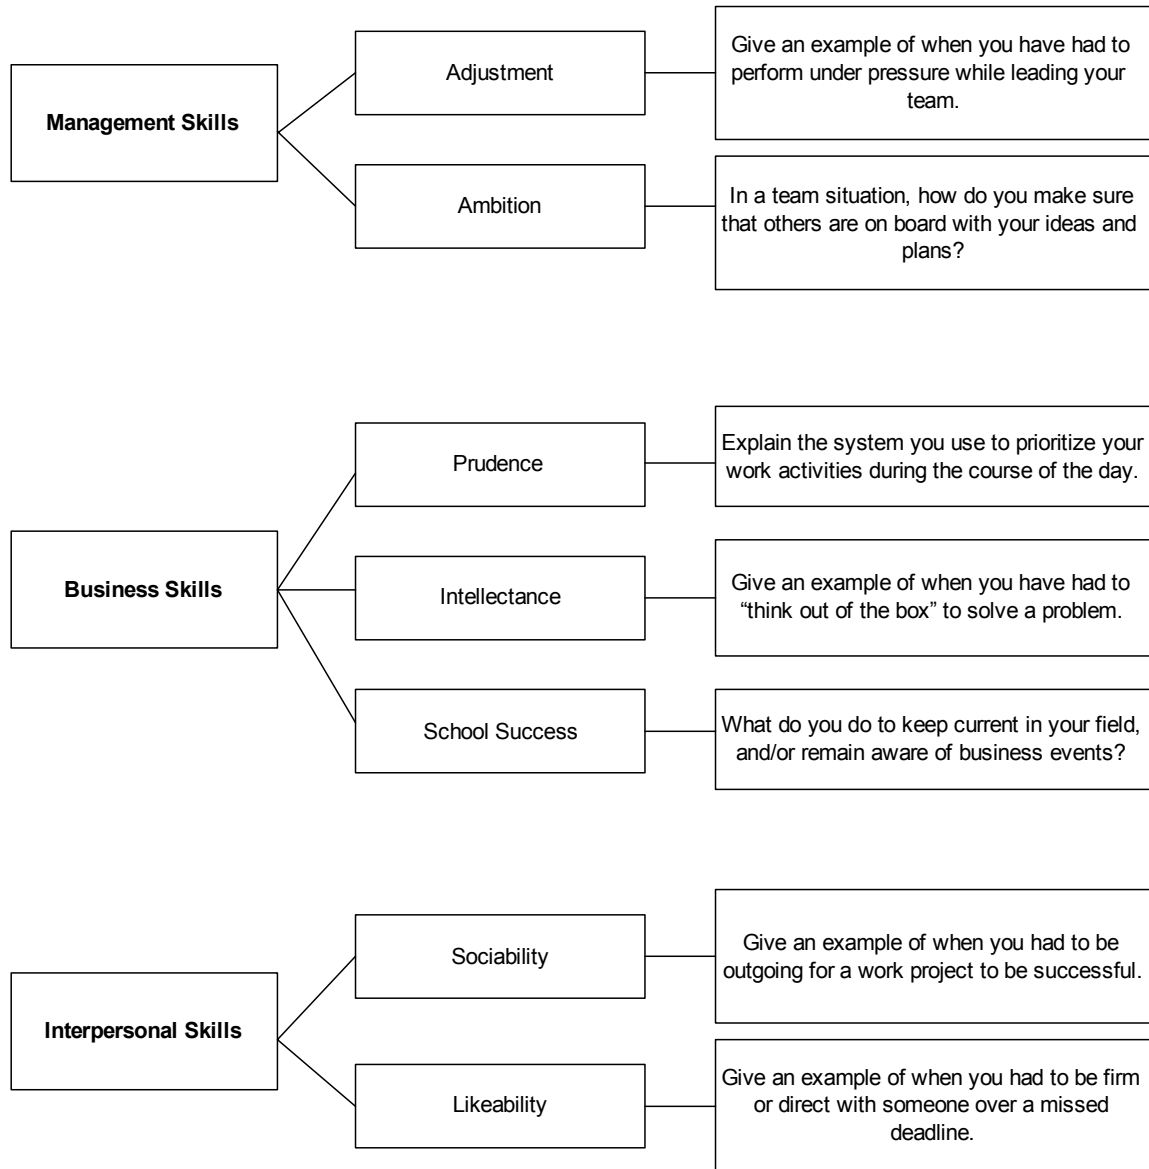 Management Skills
Adjustment
Give an example of when you have had to
perform under pressure while leading your
team.
Ambition
In a team situation, how do you make sure
that others are on board with your ideas and
plans?
Business Skills
Prudence
Explain the system you use to prioritize your
work activities during the course of the day.
Intellectance
Give an example of when you have had to
“think out of the box” to solve a problem.
School Success
What do you do to keep current in your field,
and/or remain aware of business events?
Interpersonal Skills
Sociability
Give an example of when you had to be
outgoing for a work project to be successful.
Likeability
Give an example of when you had to be firm
or direct with someone over a missed
deadline.